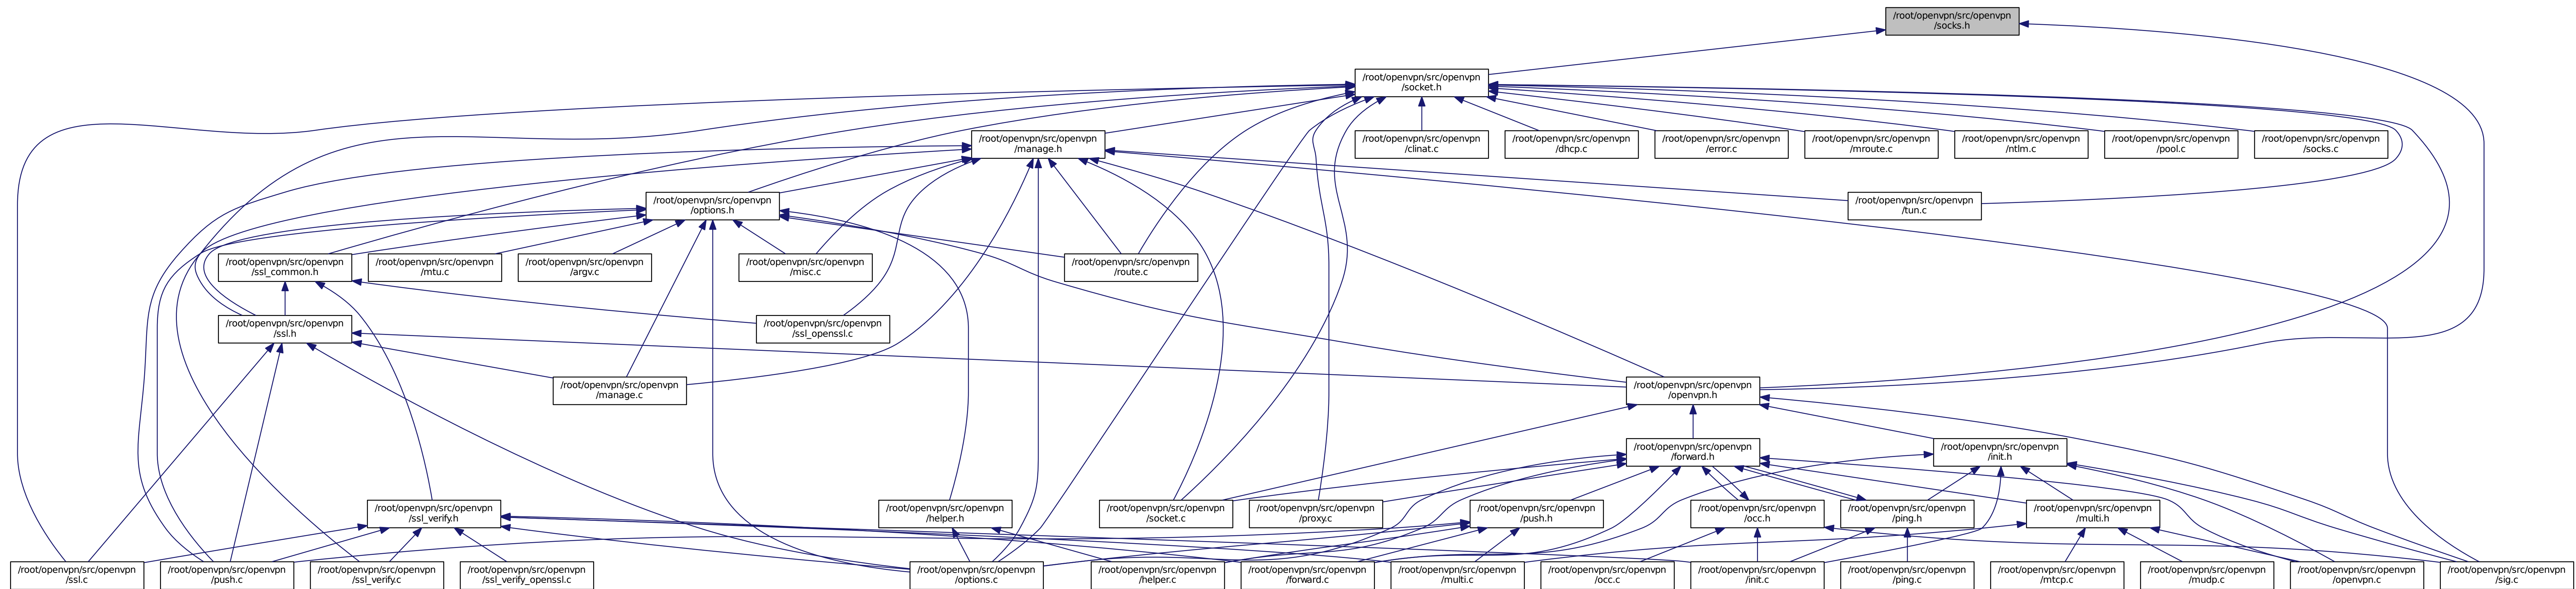 /root/openvpn/src/openvpn
/socks.h
/root/openvpn/src/openvpn
/socket.h
/root/openvpn/src/openvpn
/manage.h
/root/openvpn/src/openvpn
/clinat.c
/root/openvpn/src/openvpn
/dhcp.c
/root/openvpn/src/openvpn
/error.c
/root/openvpn/src/openvpn
/mroute.c
/root/openvpn/src/openvpn
/ntlm.c
/root/openvpn/src/openvpn
/pool.c
/root/openvpn/src/openvpn
/socks.c
/root/openvpn/src/openvpn
/options.h
/root/openvpn/src/openvpn
/tun.c
/root/openvpn/src/openvpn
/ssl_common.h
/root/openvpn/src/openvpn
/mtu.c
/root/openvpn/src/openvpn
/argv.c
/root/openvpn/src/openvpn
/misc.c
/root/openvpn/src/openvpn
/route.c
/root/openvpn/src/openvpn
/ssl.h
/root/openvpn/src/openvpn
/ssl_openssl.c
/root/openvpn/src/openvpn
/manage.c
/root/openvpn/src/openvpn
/openvpn.h
/root/openvpn/src/openvpn
/forward.h
/root/openvpn/src/openvpn
/init.h
/root/openvpn/src/openvpn
/ssl_verify.h
/root/openvpn/src/openvpn
/helper.h
/root/openvpn/src/openvpn
/socket.c
/root/openvpn/src/openvpn
/proxy.c
/root/openvpn/src/openvpn
/push.h
/root/openvpn/src/openvpn
/occ.h
/root/openvpn/src/openvpn
/ping.h
/root/openvpn/src/openvpn
/multi.h
/root/openvpn/src/openvpn
/ssl.c
/root/openvpn/src/openvpn
/push.c
/root/openvpn/src/openvpn
/ssl_verify.c
/root/openvpn/src/openvpn
/ssl_verify_openssl.c
/root/openvpn/src/openvpn
/options.c
/root/openvpn/src/openvpn
/helper.c
/root/openvpn/src/openvpn
/forward.c
/root/openvpn/src/openvpn
/multi.c
/root/openvpn/src/openvpn
/occ.c
/root/openvpn/src/openvpn
/init.c
/root/openvpn/src/openvpn
/ping.c
/root/openvpn/src/openvpn
/mtcp.c
/root/openvpn/src/openvpn
/mudp.c
/root/openvpn/src/openvpn
/openvpn.c
/root/openvpn/src/openvpn
/sig.c